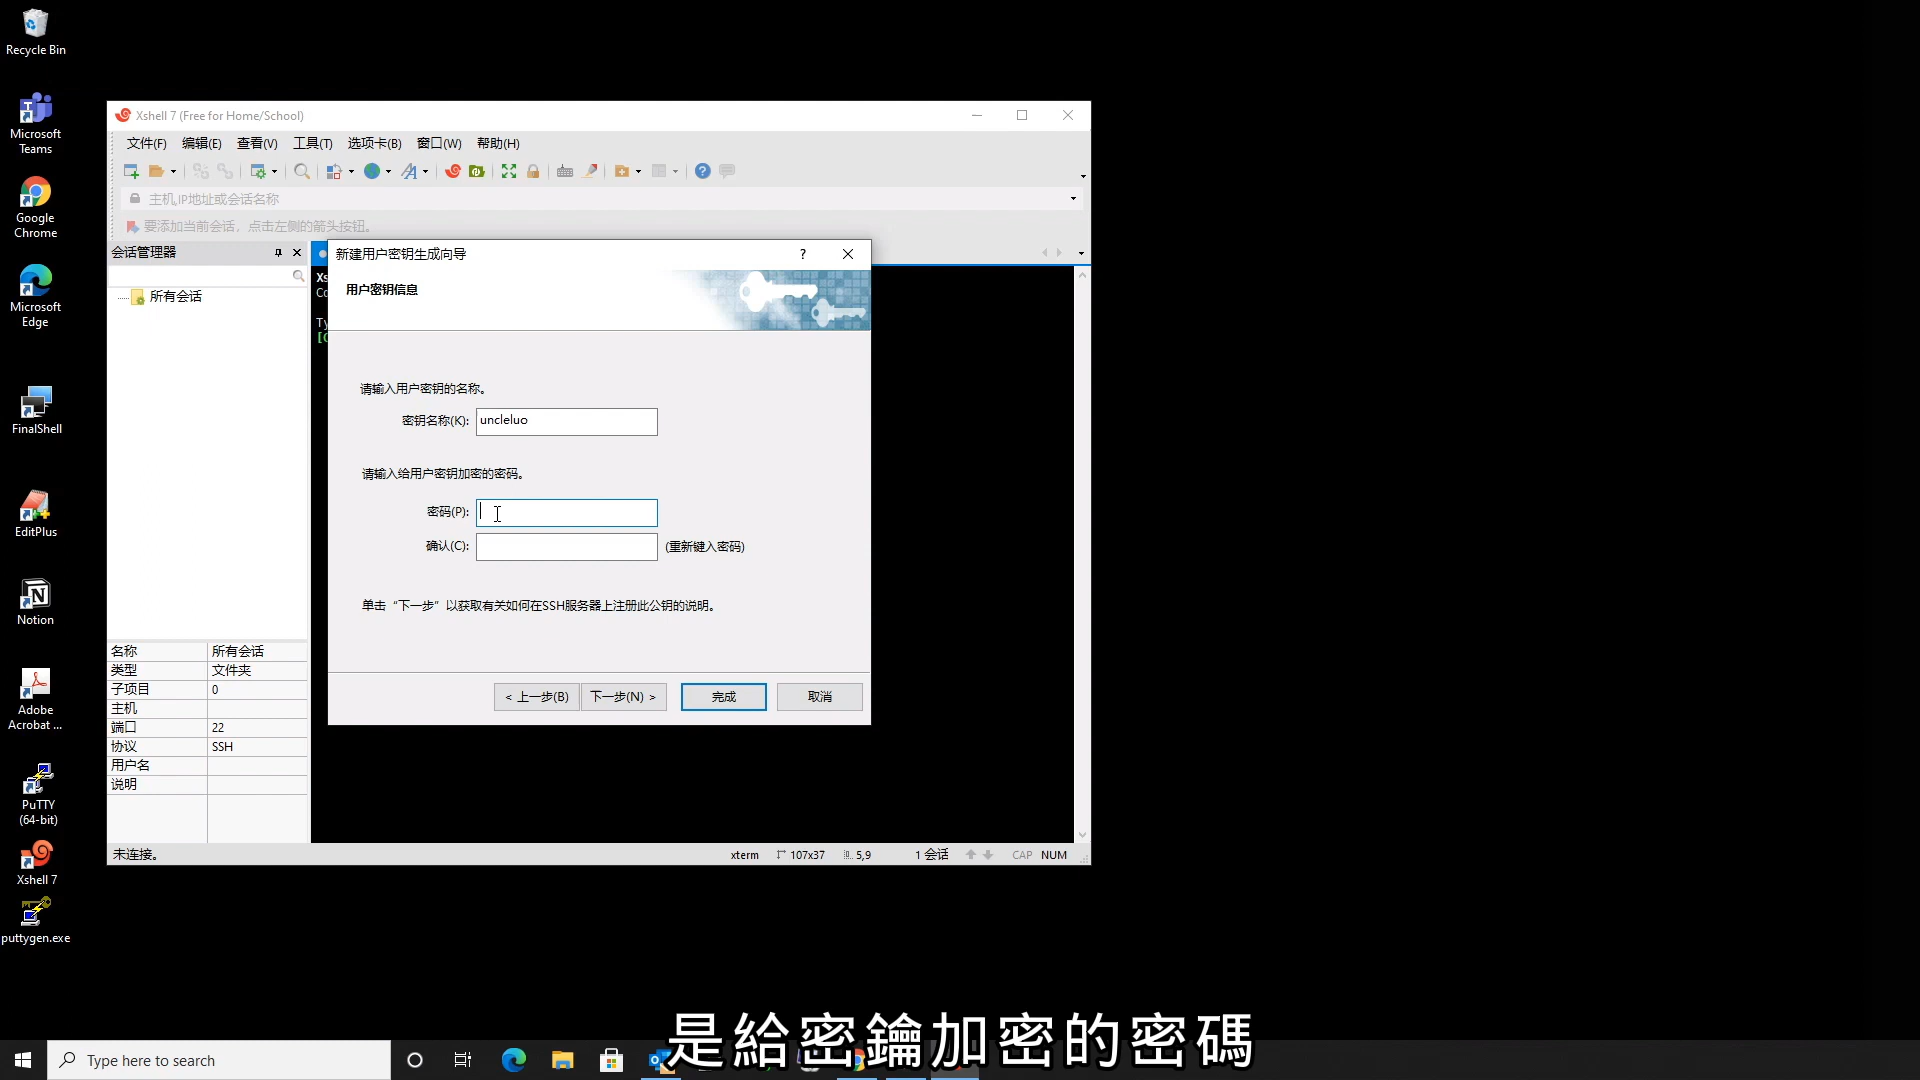 Recycle Bin
Microsoft
Teams
Google
Chrome
Microsoft
Edge
FinalShell
EditPlus
Notion
Adobe
Acrobat ...
PuTTY
(64-bit)
Xshell 7
puttygen.exe
Xshell 7 (Free for Home/School)
文件(F) 编辑(E) 查看(V) 工具(T) 选项卡(B) 窗口(W) 帮助(H)
主机,IP地址或会话名称
要添加当前会话，点击左侧的箭头按钮。
会话管理器
所有会话
名称 所有会话
类型 文件夹
子项目 0
主机
端口 22
协议 SSH
用户名
说明
Xs
Co
Ty
[C
新建用户密钥生成向导
用户密钥信息
请输入用户密钥的名称。
密钥名称(K): uncleluo
请输入给用户密钥加密的密码。
密码(P):
确认(C): (重新键入密码)
单击“下一步”以获取有关如何在SSH服务器上注册此公钥的说明。
< 上一步(B) 下一步(N) > 完成 取消
未连接。 xterm 107x37 5,9 1 会话 CAP NUM
是給密鑰加密的密碼
Type here to search